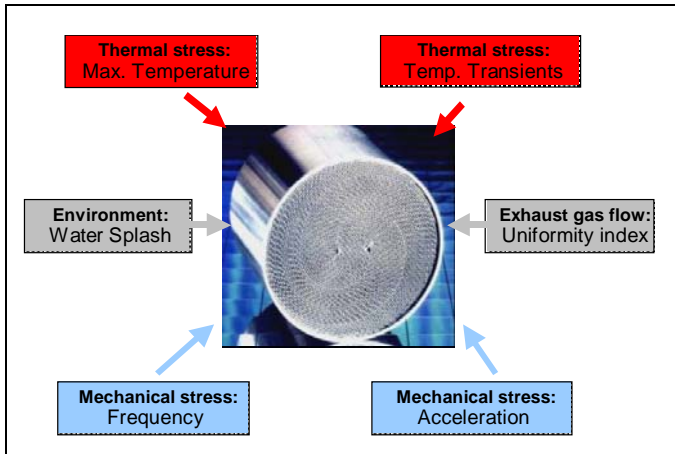 Thermal stress:
Max. Temperature
Thermal stress:
Temp. Transients
Environment:
Water Splash
Exhaust gas flow:
Uniformity index
Mechanical stress:
Frequency
Mechanical stress:
Acceleration